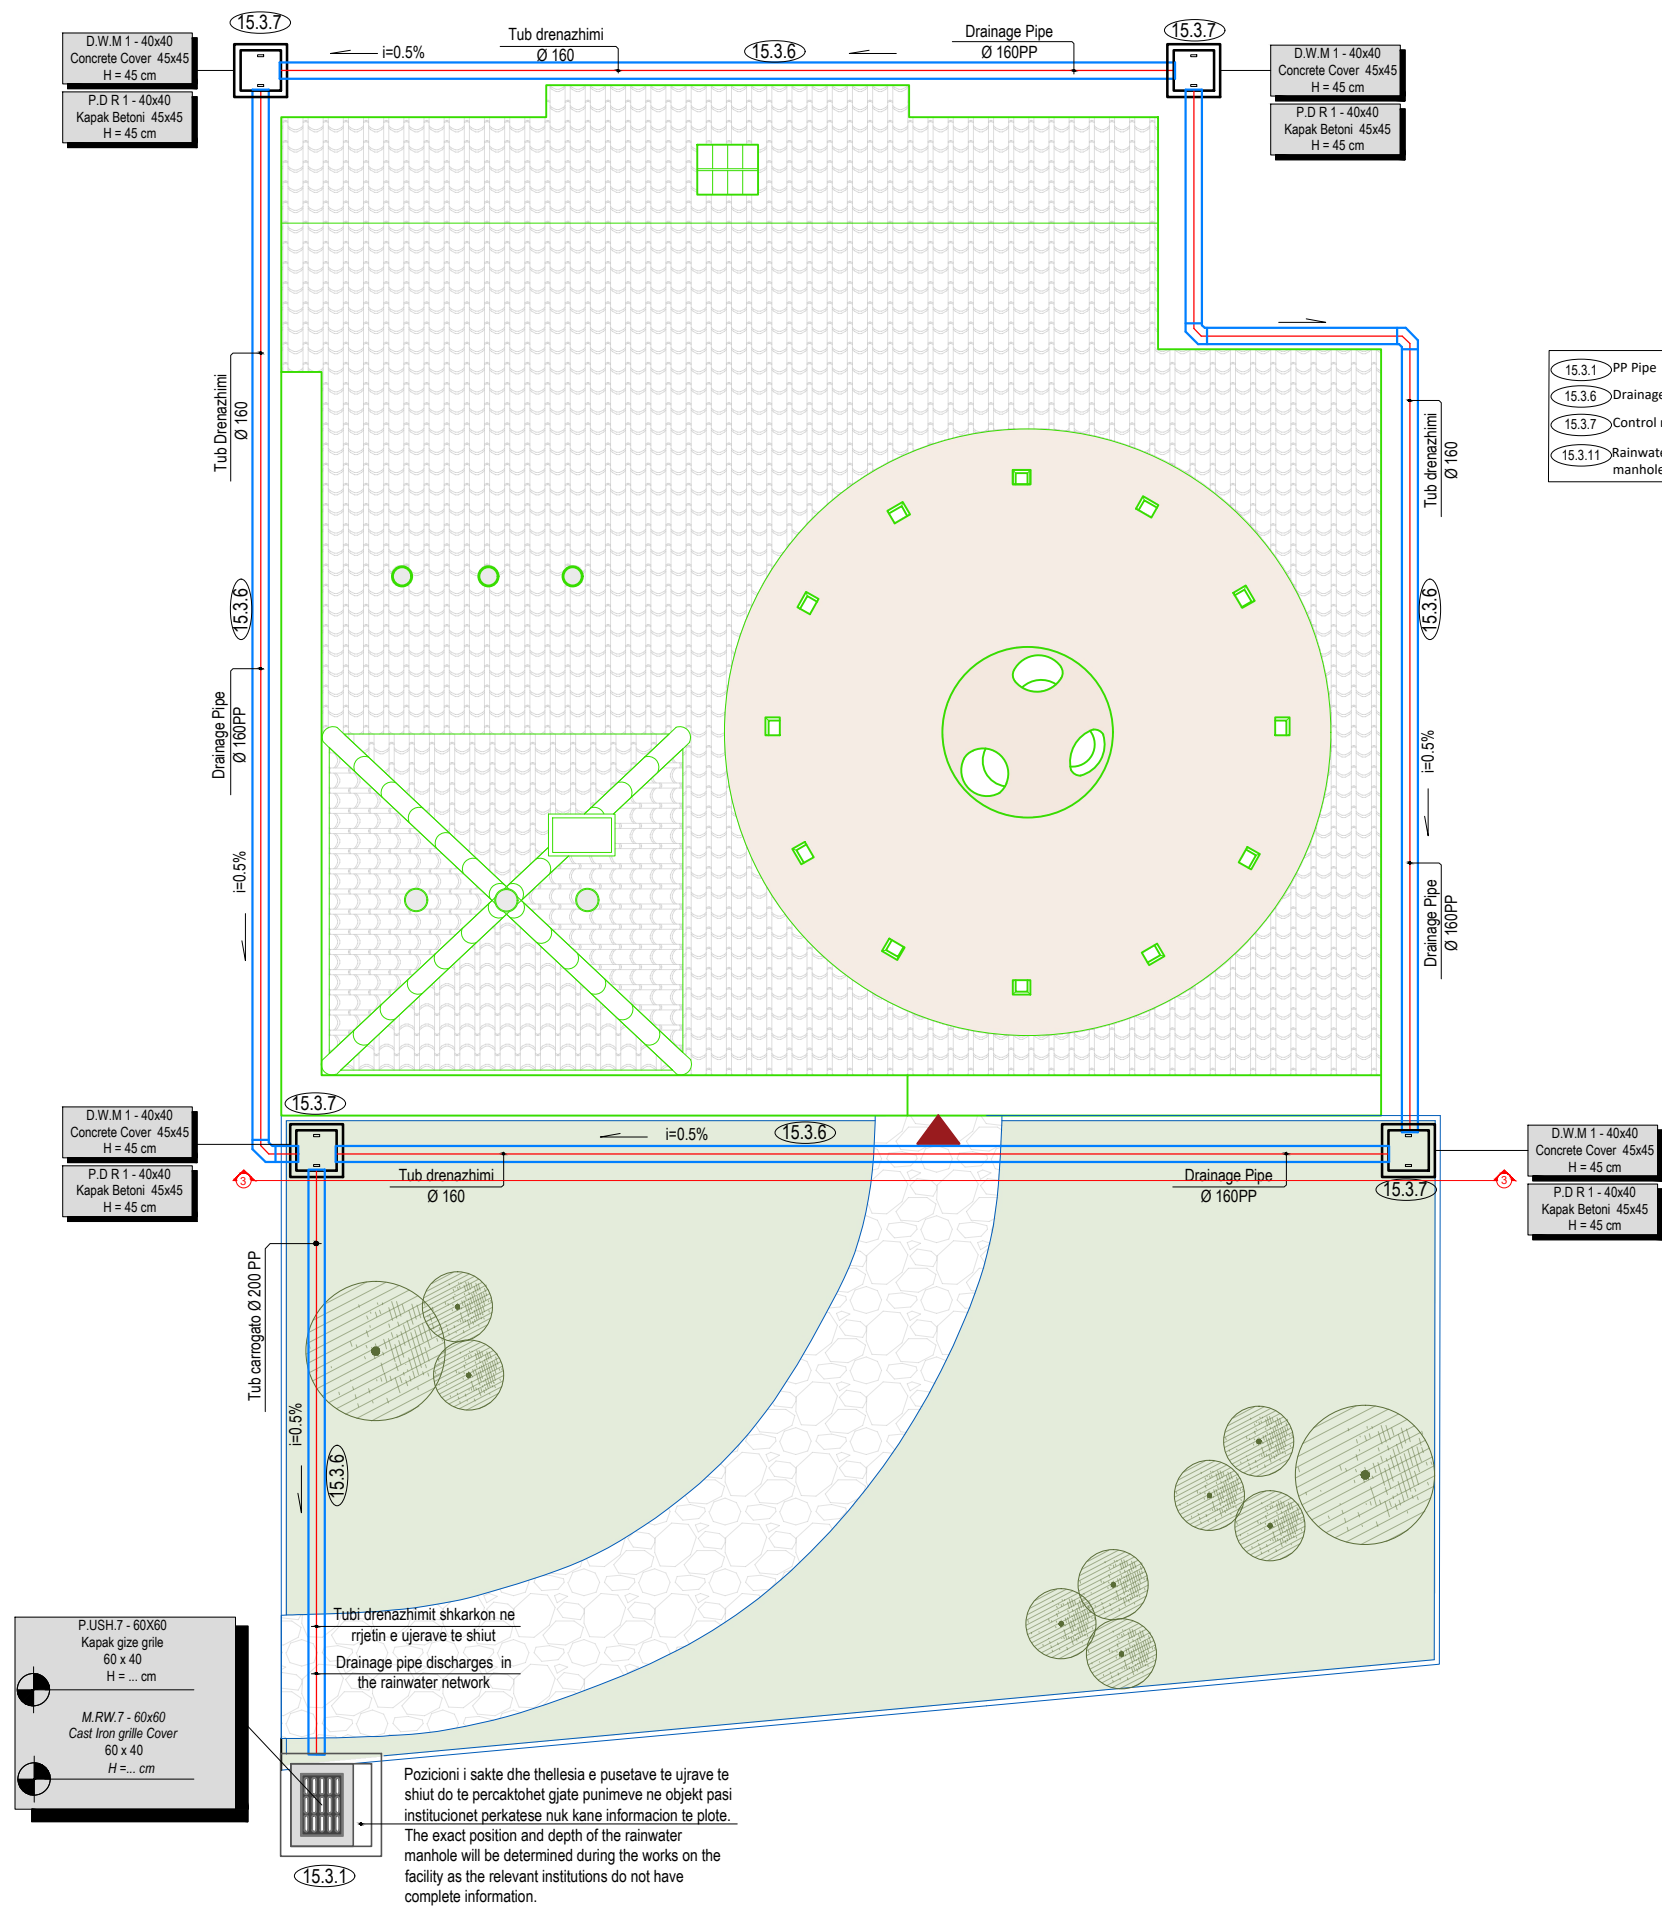 15.3.7
D.W.M 1 - 40x40
Concrete Cover 45x45
H = 45 cm
P.D R 1 - 40x40
Kapak Betoni 45x45
H = 45 cm
i=0.5%
Tub drenazhimi
Ø 160
15.3.6
Drainage Pipe
Ø 160PP
15.3.7
D.W.M 1 - 40x40
Concrete Cover 45x45
H = 45 cm
P.D R 1 - 40x40
Kapak Betoni 45x45
H = 45 cm
15.3.1 PP Pipe
15.3.6 Drainage
15.3.7 Control
15.3.11
manhole
Tub Drenazhimi
Ø 160
15.3.6
Drainage Pipe
Ø 160PP
i=0.5%
Tub drenazhimi
Ø 160
15.3.6
i=0.5%
Drainage Pipe
Ø 160PP
15.3.7
D.W.M 1 - 40x40
Concrete Cover 45x45
H = 45 cm
P.D R 1 - 40x40
Kapak Betoni 45x45
H = 45 cm
3
i=0.5%
15.3.6
Tub drenazhimi
Ø 160
Drainage Pipe
Ø 160PP
15.3.7
3
D.W.M 1 - 40x40
Concrete Cover 45x45
H = 45 cm
P.D R 1 - 40x40
Kapak Betoni 45x45
H = 45 cm
Tub carrogato Ø 200 PP
i=0.5%
15.3.6
Tubi drenazhimit shkarkon ne
rrjetin e ujerave te shiut
Drainage pipe discharges in
the rainwater network
P.USH.7 - 60X60
Kapak gize grile
60 x 40
H = ... cm
M.RW.7 - 60x60
Cast Iron grille Cover
60 x 40
H =... cm
15.3.1
Pozicioni i sakte dhe thellesia e pusetave te ujrave te
shiut do te percaktohet gjate punimeve ne objekt pasi
institucionet perkatese nuk kane informacion te plote.
The exact position and depth of the rainwater
manhole will be determined during the works on the
facility as the relevant institutions do not have
complete information.